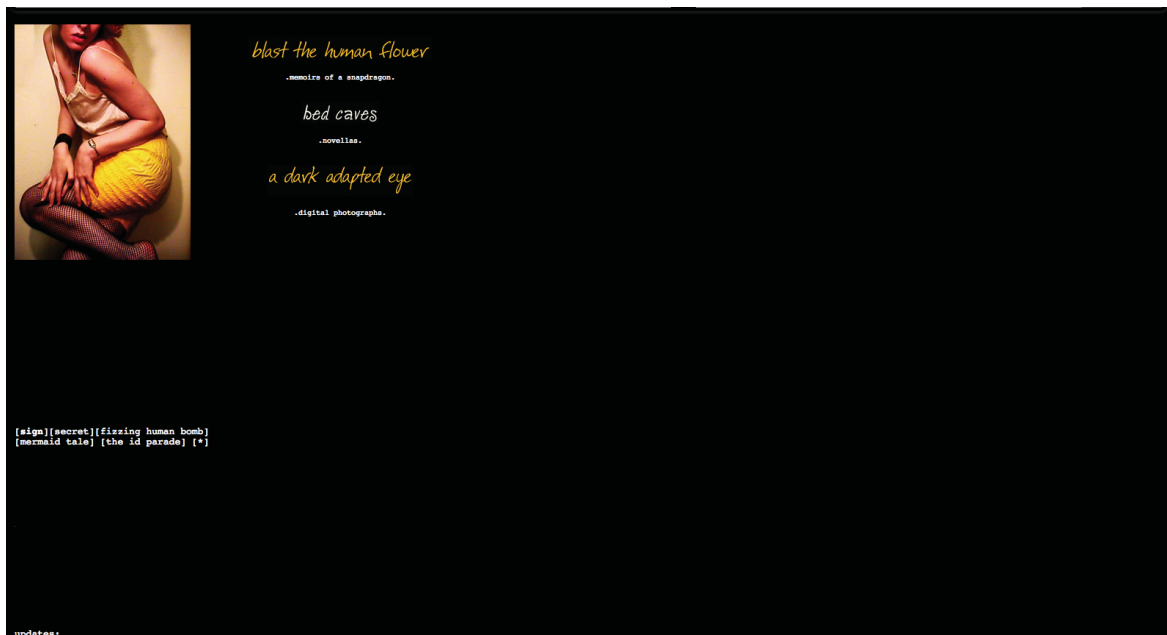 blast the human flower
.memoirs of a snapdragon.
bed caves
.novellas.
a dark adapted eye
.digital photographs.
[sign][secret][fizzing human bomb]
[mermaid tale] [the id parade] [*]
updates: